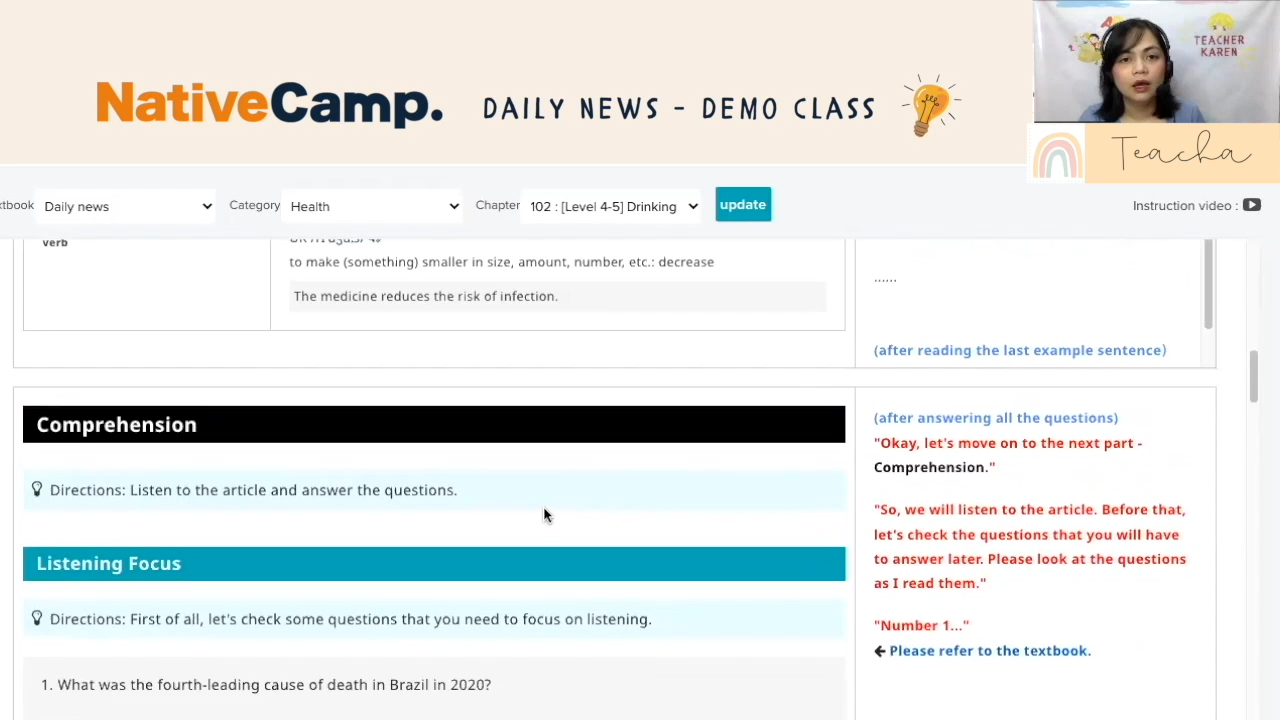 NativeCamp.
DAILY NEWS - DEMO CLASS
TEACHER
KAREN
Teacha
xtbook Daily news Category Health Chapter 102 : [Level 4-5] Drinking update Instruction video :
verb
to make (something) smaller in size, amount, number, etc.: decrease
The medicine reduces the risk of infection.
......
(after reading the last example sentence)
Comprehension
Directions: Listen to the article and answer the questions.
Listening Focus
Directions: First of all, let's check some questions that you need to focus on listening.
1. What was the fourth-leading cause of death in Brazil in 2020?
(after answering all the questions)
"Okay, let's move on to the next part -
Comprehension."
"So, we will listen to the article. Before that,
let's check the questions that you will have
to answer later. Please look at the questions
as I read them."
"Number 1..."
Please refer to the textbook.